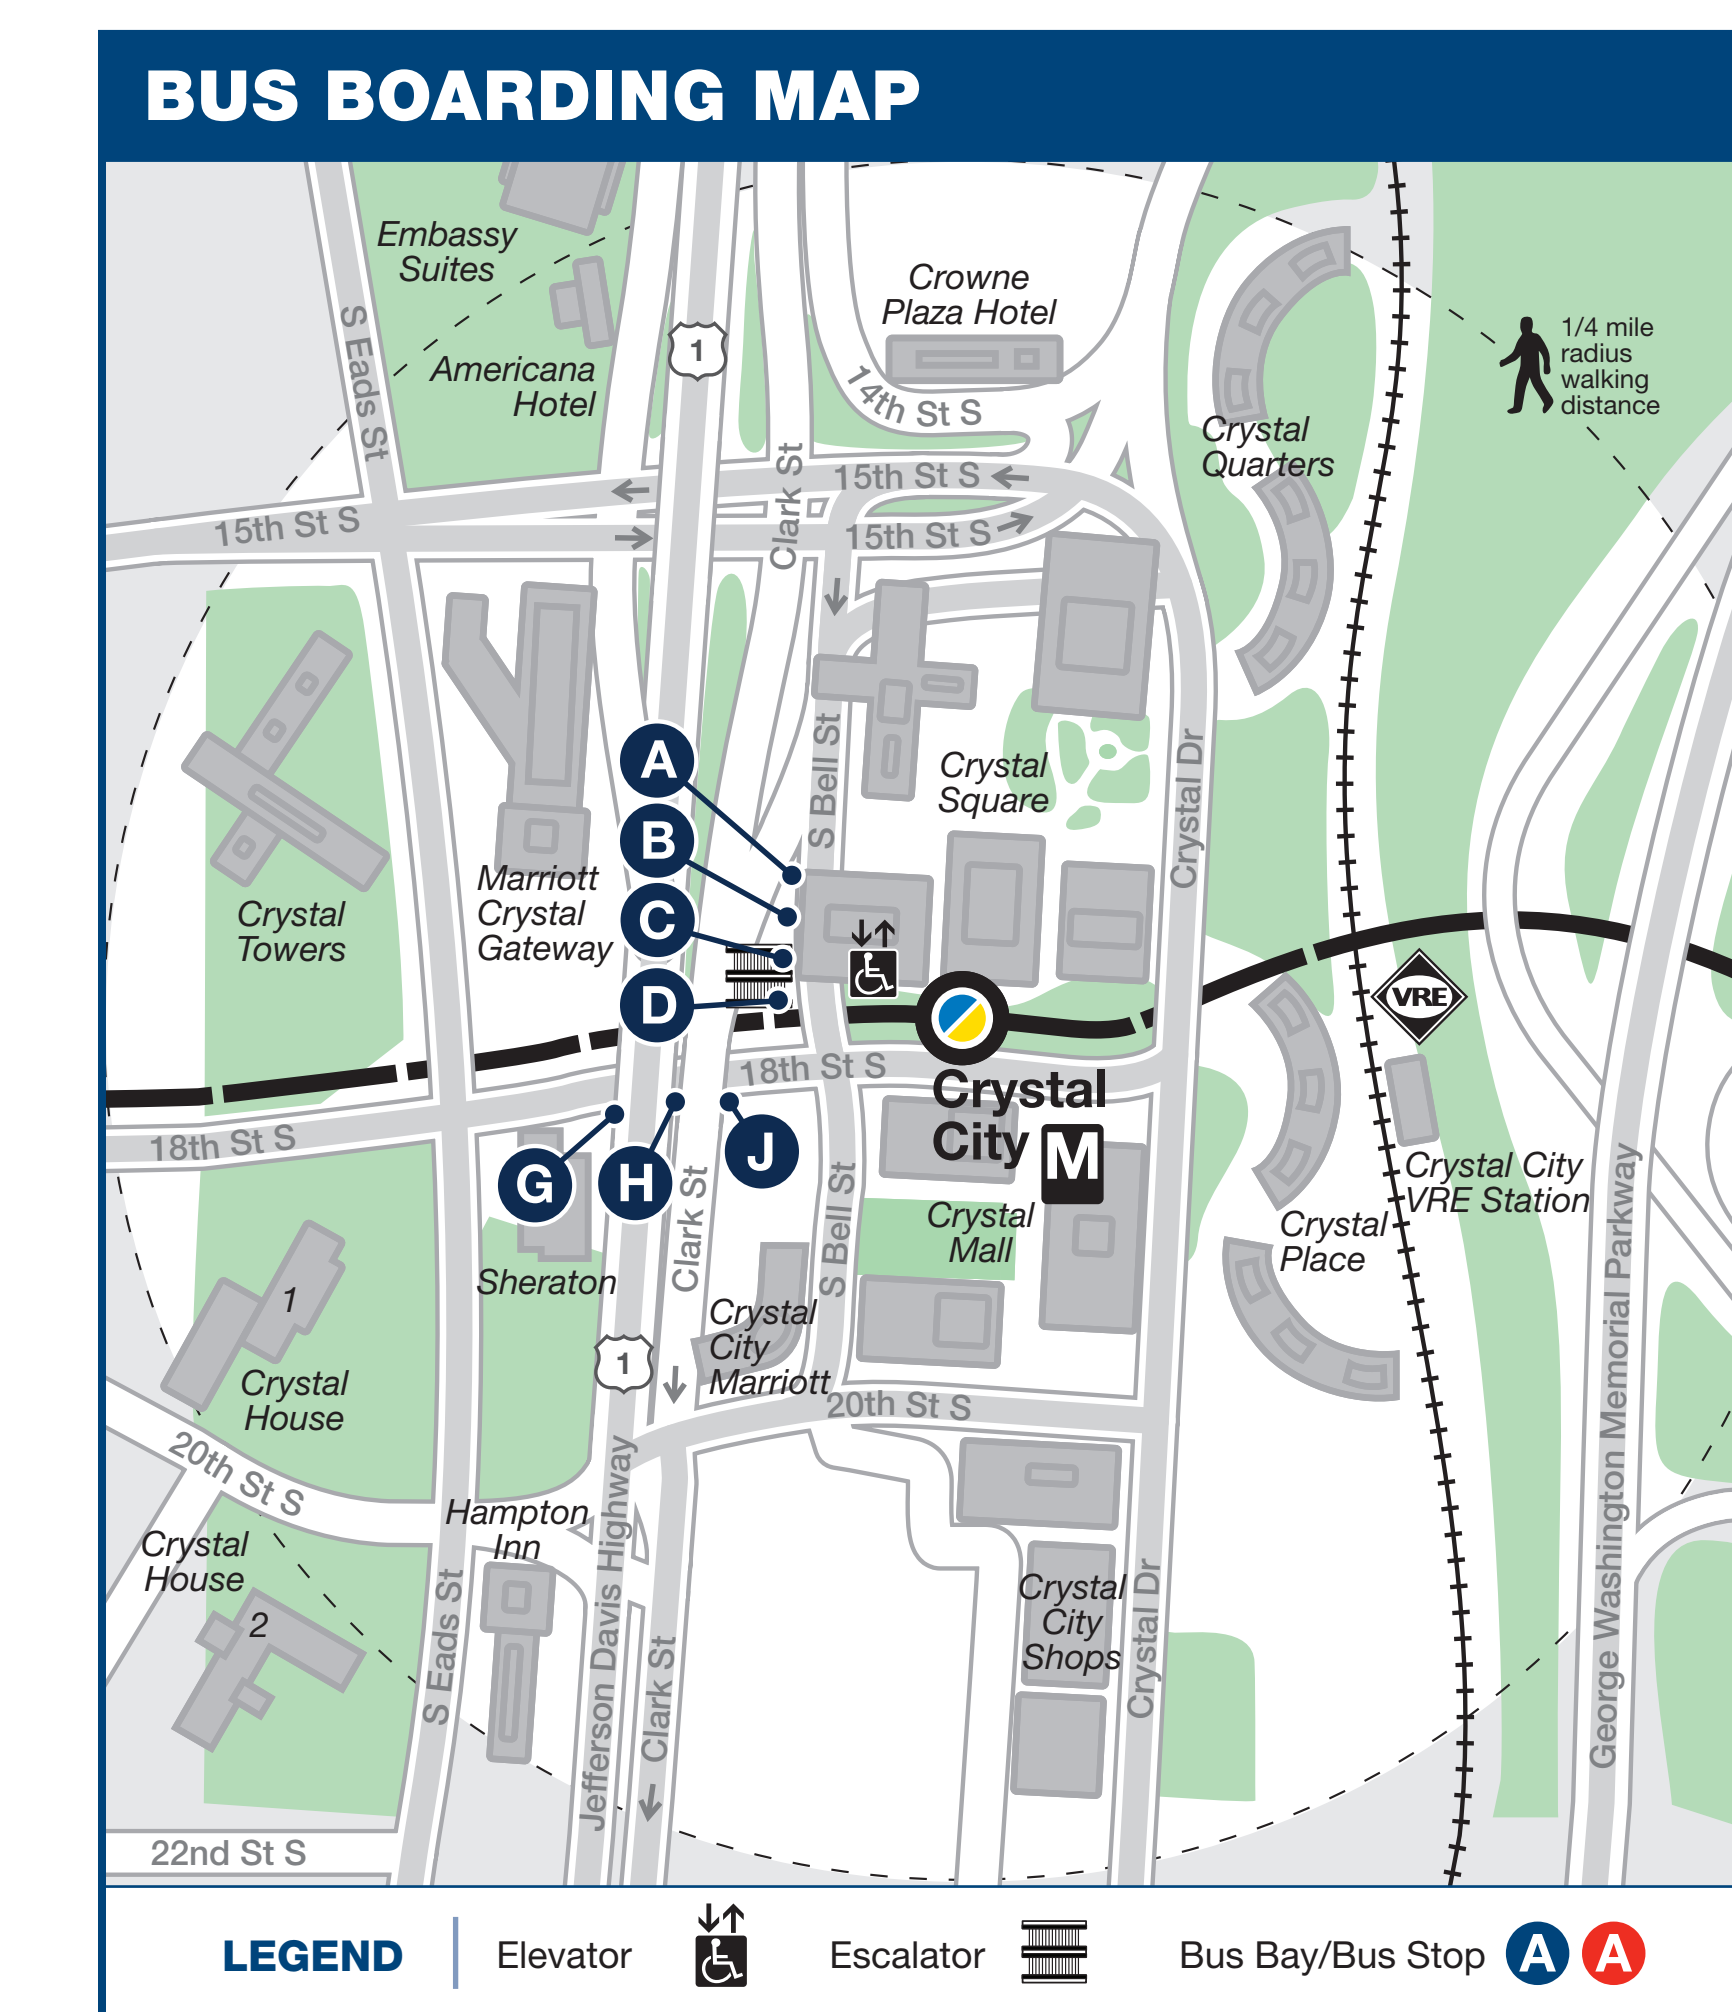 BUS BOARDING MAP
Embassy
Suites
Americana
Hotel
S Eads St
1
Crowne
Plaza Hotel
14th St S
Crystal
Quarters
1/4 mile
radius
walking
distance
15th St S
15th St S
15th St S
Clark St
Crystal
Towers
Marriott
Crystal
Gateway
A
B
C
D
S Bell St
Crystal
Square
Crystal Dr
VRE
18th St S
18th St S
Crystal
City
M
G
H
J
Sheraton
Clark St
S Bell St
Crystal
Mall
Crystal City
VRE Station
Crystal
Place
George Washington Memorial Parkway
1
Crystal
House
1
Crystal
City
Marriott
20th St S
20th St S
Hampton
Inn
Crystal
House
2
S Eads St
Jefferson Davis Highway
Clark St
Crystal
City
Shops
Crystal Dr
22nd St S
LEGEND
Elevator
Escalator
Bus Bay/Bus Stop
A
A